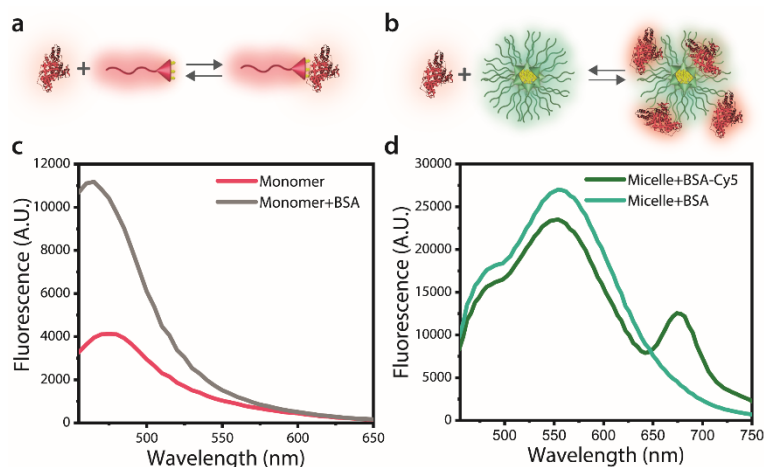 a
b
+
+
c
d
12000
10000
8000
6000
4000
2000
0
Fluorescence (A.U.)
Monomer
Monomer+BSA
500
550
600
650
Wavelength (nm)
30000
25000
20000
15000
10000
5000
0
Fluorescence (A.U.)
Micelle+BSA-Cy5
Micelle+BSA
500
550
600
650
700
750
Wavelength (nm)